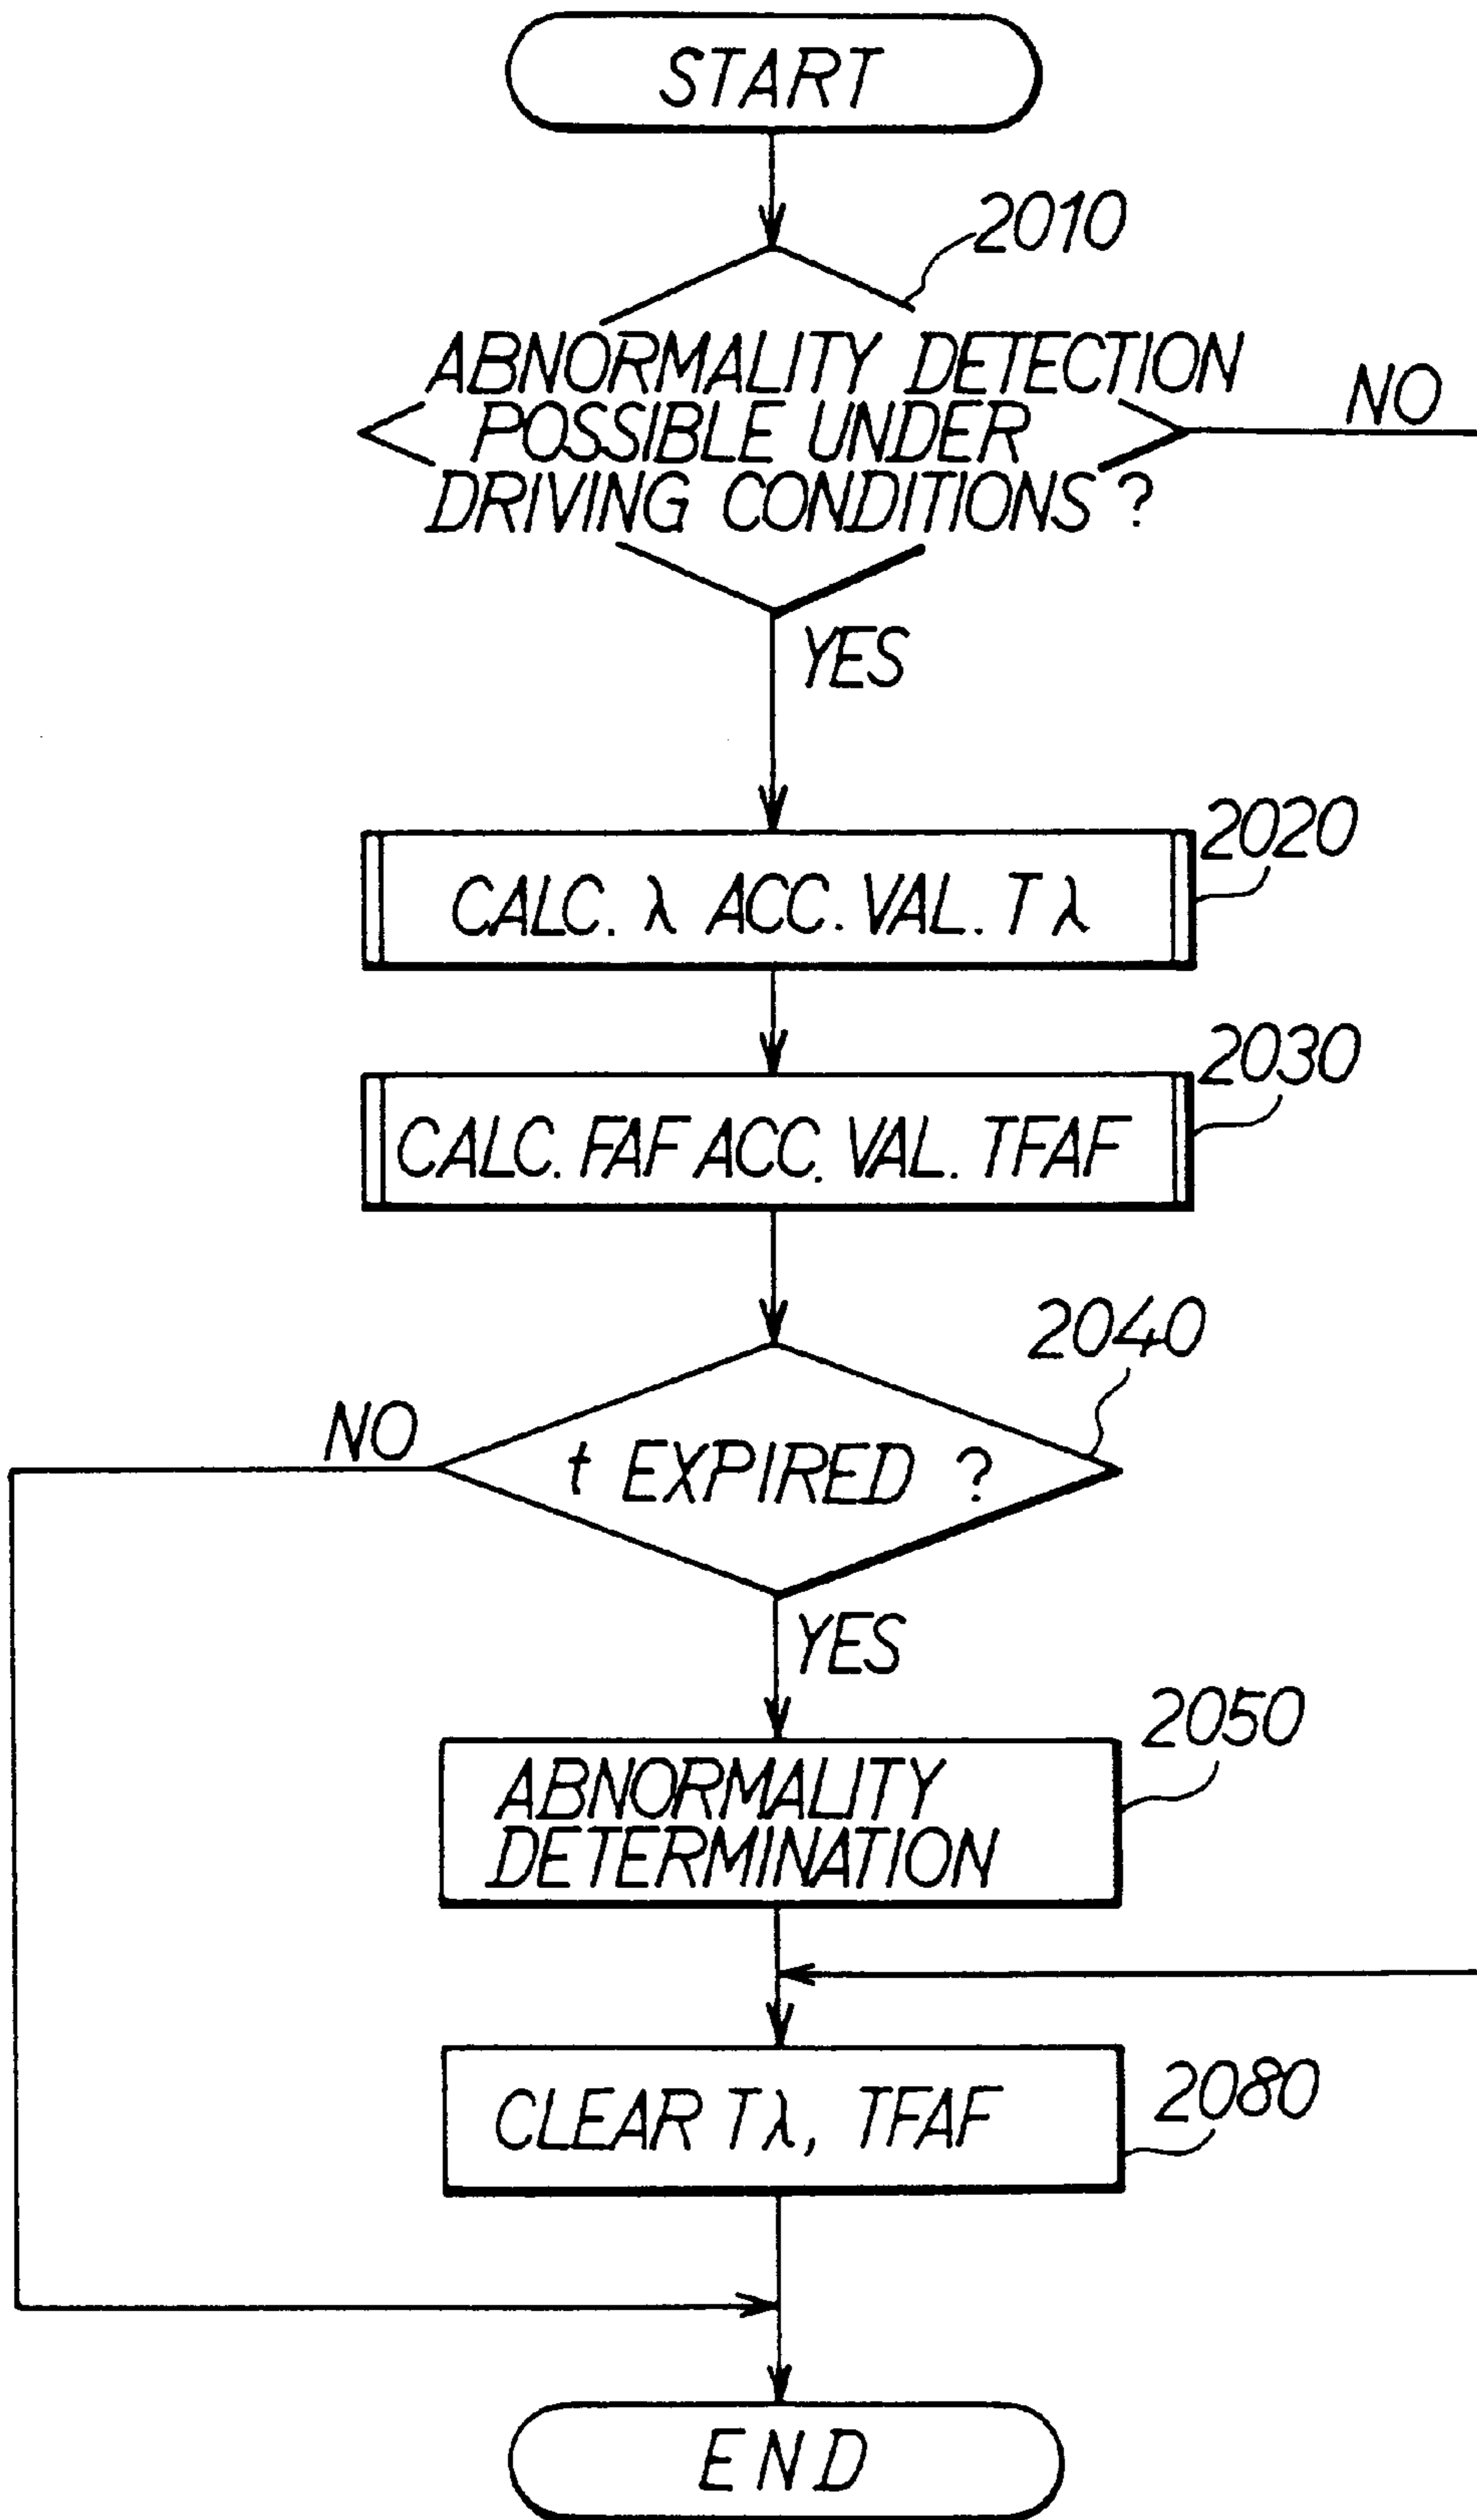 START
2010
ABNORMALITY DETECTION
POSSIBLE UNDER
DRIVING CONDITIONS?
NO
YES
2020
CALC. λ ACC. VAL. T λ
2030
CALC. FAF ACC. VAL. TFAF
2040
NO
t EXPIRED ?
YES
2050
ABNORMALITY
DETERMINATION
2080
CLEAR Tλ, TFAF
END